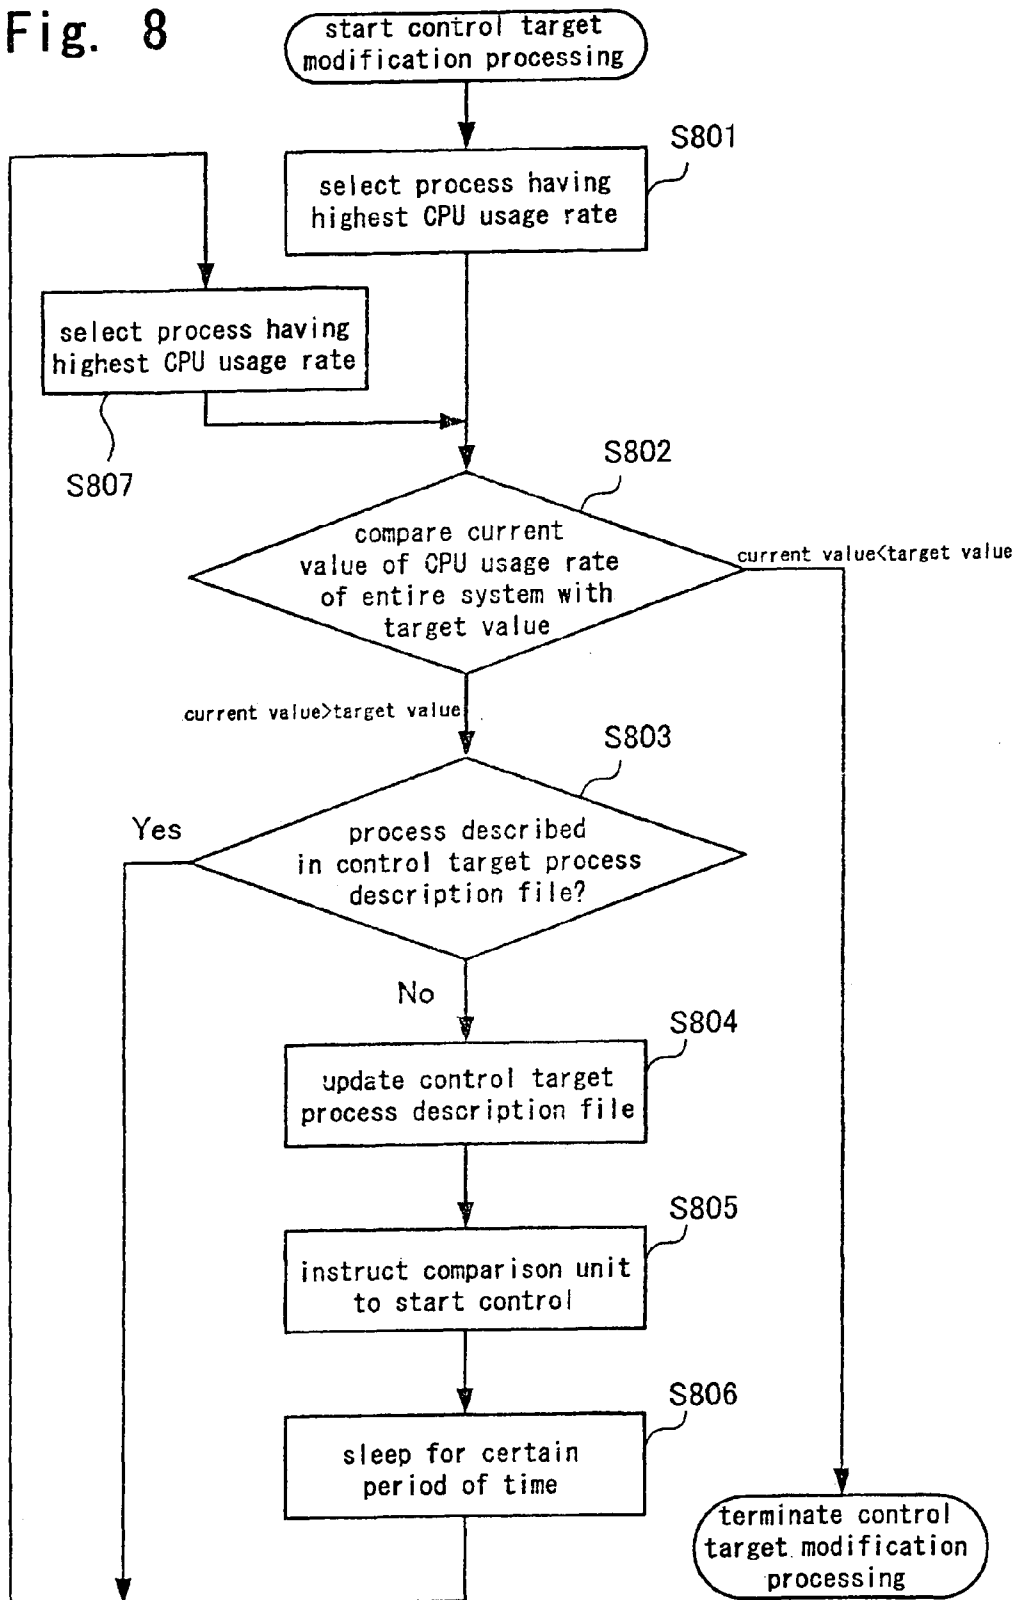 Fig. 8
start control target
modification processing
S801
select process having
highest CPU usage rate
select process having
highest CPU usage rate
S807
S802
compare current
value of CPU usage rate
of entire system with
target value
current value<target value
current value>target value
S803
Yes
process described
in control target process
description file?
No
S804
update control target
process description file
S805
instruct comparison unit
to start control
S806
sleep for certain
period of time
terminate control
target modification
processing